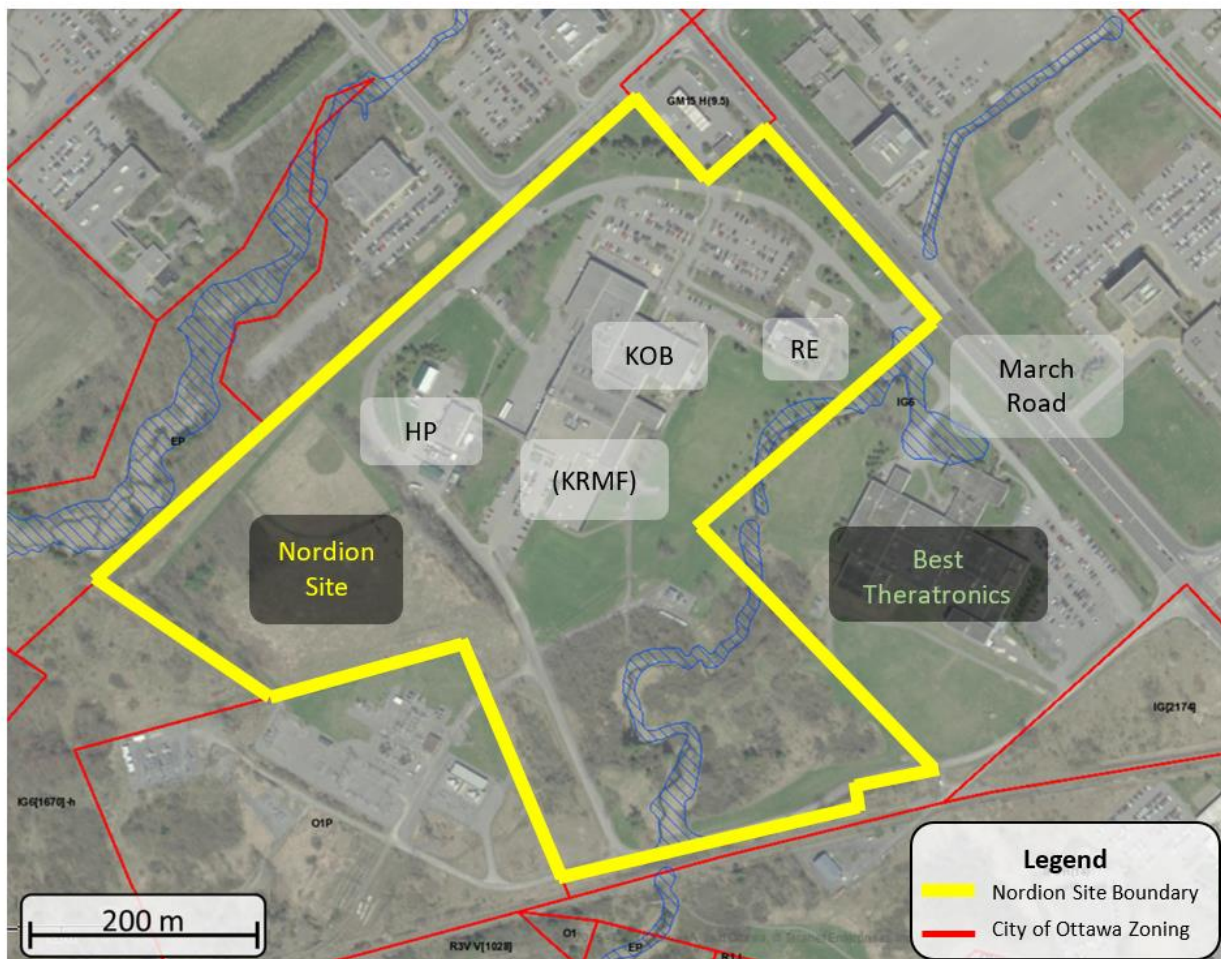 GM15 H(9.5)
KOB
RE
March
Road
IG6
HP
EP
(KRMF)
Nordion
Site
Best
Theratronics
IG[2174]
IG6[1670]-h
O1P
Legend
Nordion Site Boundary
City of Ottawa Zoning
200 m
R3V V[1028]
O1
EP